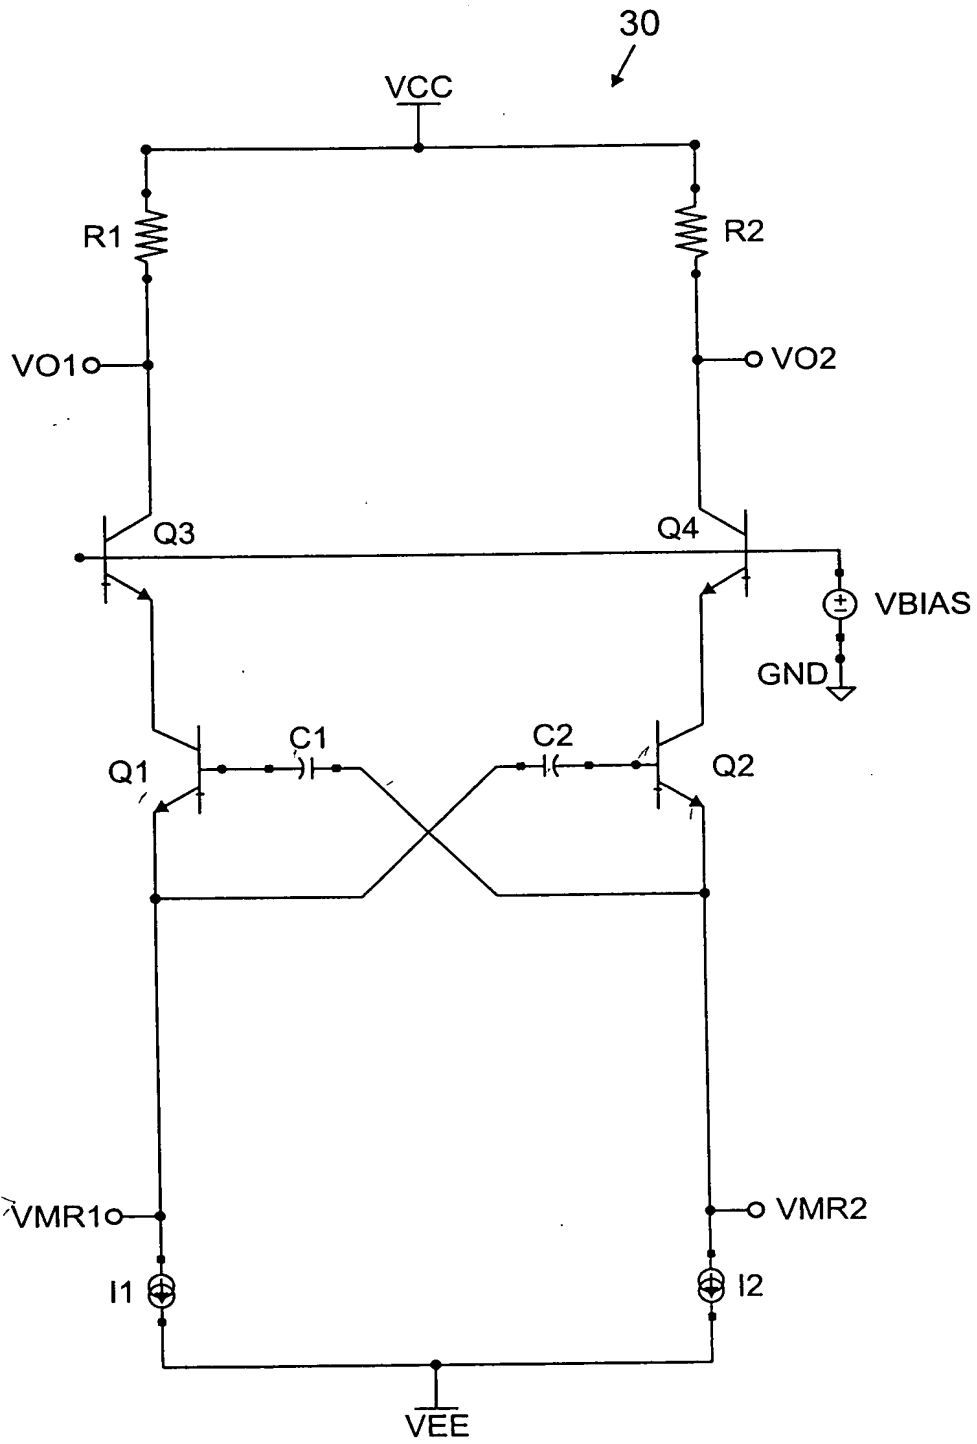 30
VCC
R1
R2
VO1
VO2
Q3
Q4
VBIAS
GND
C1
C2
Q1
Q2
VMR1
VMR2
I1
I2
VEE